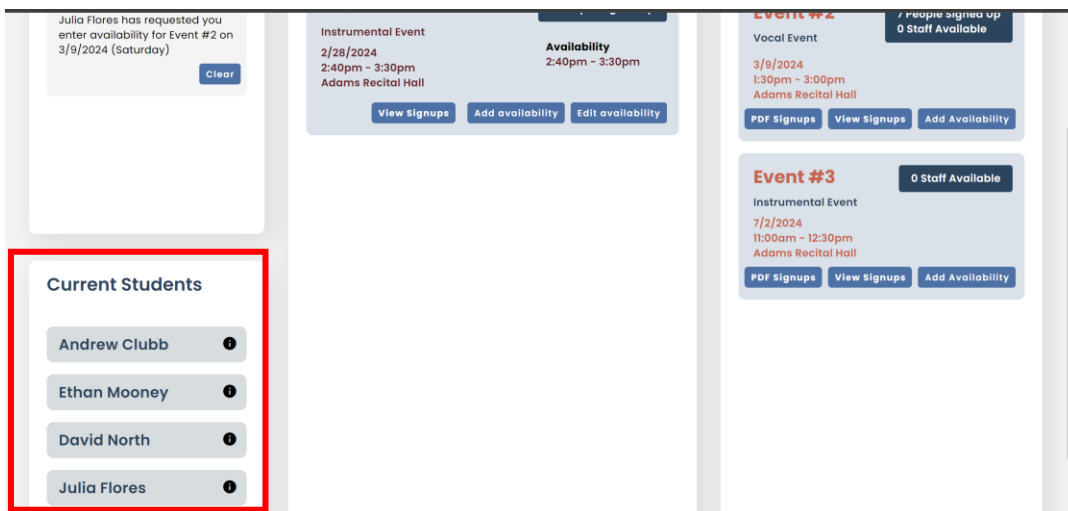 Julia Flores has requested you
enter availability for Event #2 on
3/9/2024 (Saturday)
Clear
Current Students
Andrew Clubb
Ethan Mooney
David North
Julia Flores
Instrumental Event
2/28/2024
2:40pm - 3:30pm
Adams Recital Hall
Availability
2:40pm - 3:30pm
View Signups Add availability Edit availability
Event #2
7 People Signed Up
0 Staff Available
Vocal Event
3/9/2024
1:30pm - 3:00pm
Adams Recital Hall
PDF Signups View Signups Add Availability
Event #3
0 Staff Available
Instrumental Event
7/2/2024
11:00am - 12:30pm
Adams Recital Hall
PDF Signups View Signups Add Availability